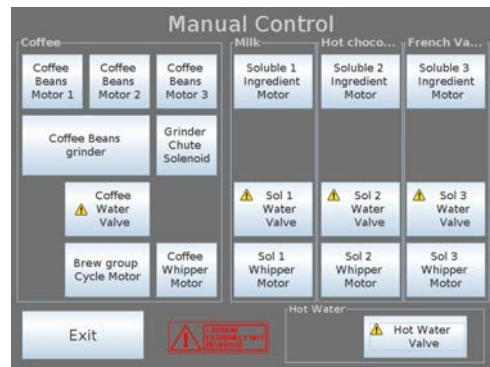 Manual Control
Coffee
Milk
Hot choco...
French Va...
Coffee
Beans
Motor 1
Coffee
Beans
Motor 2
Coffee
Beans
Motor 3
Soluble 1
Ingredient
Motor
Soluble 2
Ingredient
Motor
Soluble 3
Ingredient
Motor
Coffee Beans
grinder
Grinder
Chute
Solenoid
Coffee
Water
Valve
Sol 1
Water
Valve
Sol 2
Water
Valve
Sol 3
Water
Valve
Brew group
Cycle Motor
Coffee
Whipper
Motor
Sol 1
Whipper
Motor
Sol 2
Whipper
Motor
Sol 3
Whipper
Motor
Hot Water
Exit
CAUTION
EXTREMELY HOT
BEVERAGE
Hot Water
Valve